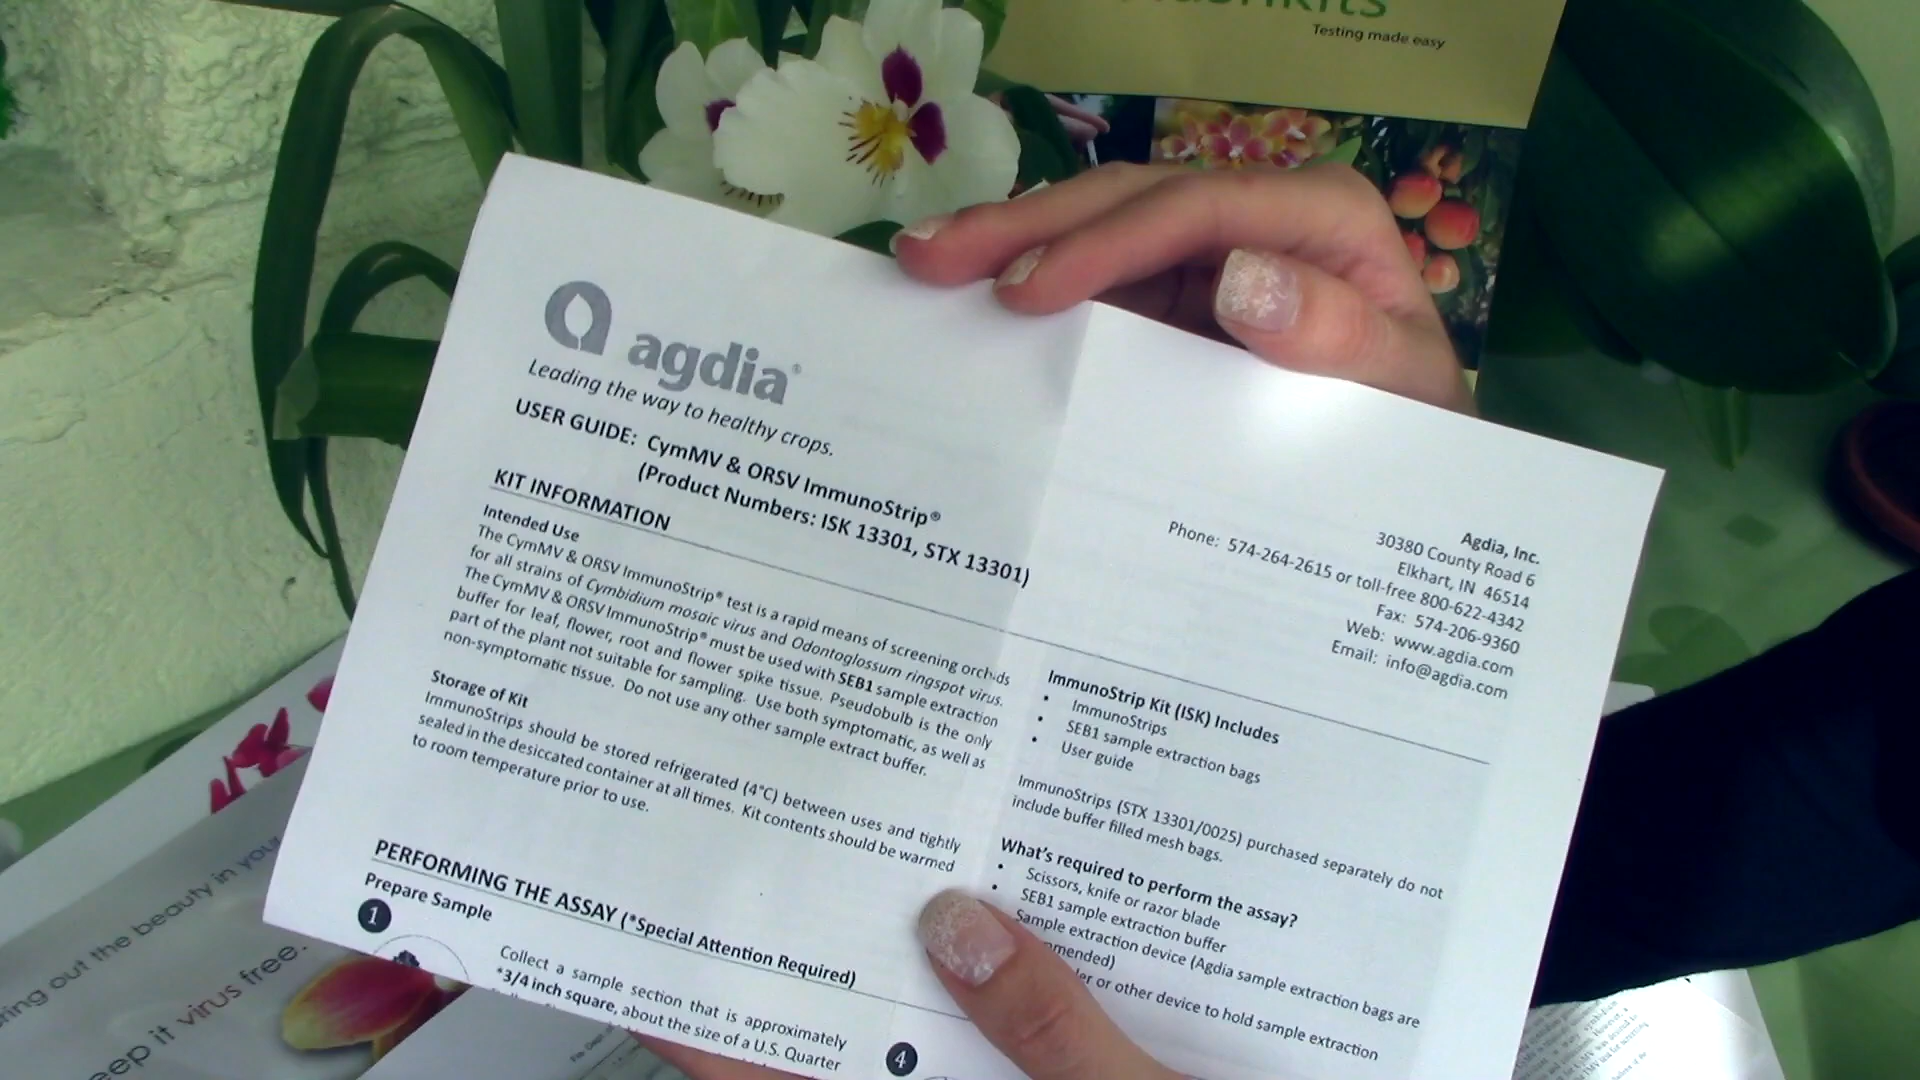 Testing made easy
agdia®
Leading the way to healthy crops.
USER GUIDE: CymMV & ORSV ImmunoStrip®
(Product Numbers: ISK 13301, STX 13301)
Agdia, Inc.
30380 County Road 6
Elkhart, IN 46514
Phone: 574-264-2615 or toll-free 800-622-4342
Fax: 574-206-9360
Web: www.agdia.com
Email: info@agdia.com
KIT INFORMATION
Intended Use
The CymMV & ORSV ImmunoStrip® test is a rapid means of screening orchids
for all strains of Cymbidium mosaic virus and Odontoglossum ringspot virus.
The CymMV & ORSV ImmunoStrip® must be used with SEB1 sample extraction
buffer for leaf, flower, root and flower spike tissue. Pseudobulb is the only
part of the plant not suitable for sampling. Use both symptomatic, as well as
non-symptomatic tissue. Do not use any other sample extract buffer.
Storage of Kit
ImmunoStrips should be stored refrigerated (4°C) between uses and tightly
sealed in the desiccated container at all times. Kit contents should be warmed
to room temperature prior to use.
ImmunoStrip Kit (ISK) Includes
• ImmunoStrips
• SEB1 sample extraction bags
• User guide
ImmunoStrips (STX 13301/0025) purchased separately do not
include buffer filled mesh bags.
What's required to perform the assay?
• Scissors, knife or razor blade
• SEB1 sample extraction buffer
Sample extraction device (Agdia sample extraction bags are
or other device to hold sample extraction
PERFORMING THE ASSAY (*Special Attention Required)
Prepare Sample
1
Collect a sample section that is approximately
*3/4 inch square, about the size of a U.S. Quarter
4
out the beauty in your
it virus free.